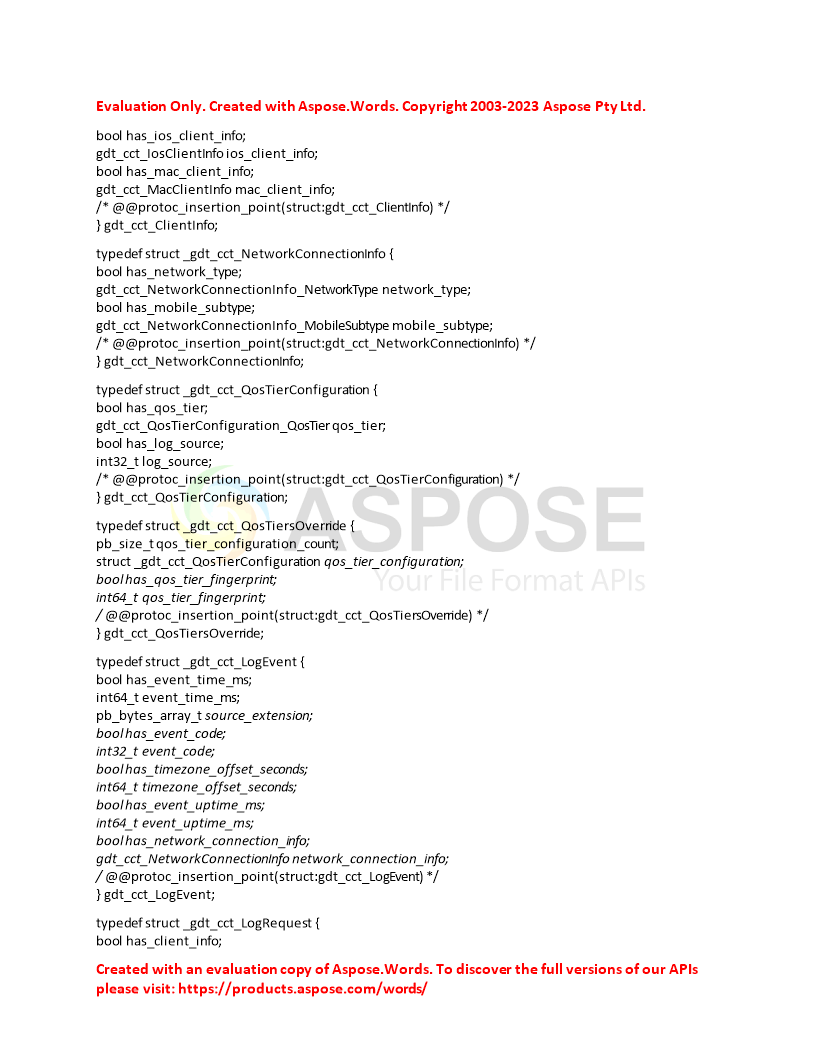 Evaluation Only. Created with Aspose.Words. Copyright 2003-2023 Aspose Pty Ltd.
bool has_ios_client_info;
gdt_cct_IosClientInfo ios_client_info;
bool has_mac_client_info;
gdt_cct_MacClientInfo mac_client_info;
/* @@protoc_insertion_point(struct:gdt_cct_ClientInfo) */
} gdt_cct_ClientInfo;
typedef struct _gdt_cct_NetworkConnectionInfo {
bool has_network_type;
gdt_cct_NetworkConnectionInfo_NetworkType network_type;
bool has_mobile_subtype;
gdt_cct_NetworkConnectionInfo_MobileSubtype mobile_subtype;
/* @@protoc_insertion_point(struct:gdt_cct_NetworkConnectionInfo) */
} gdt_cct_NetworkConnectionInfo;
typedef struct _gdt_cct_QosTierConfiguration {
bool has_qos_tier;
gdt_cct_QosTierConfiguration_QosTier qos_tier;
bool has_log_source;
int32_t log_source;
/* @@protoc_insertion_point(struct:gdt_cct_QosTierConfiguration) */
} gdt_cct_QosTierConfiguration;
ASPOSE
typedef struct _gdt_cct_QosTiersOverride {
pb_size_t qos_tier_configuration_count;
struct _gdt_cct_QosTierConfiguration qos_tier_configuration;
bool has_qos_tier_fingerprint;
Your File Format APIs
int64_t qos_tier_fingerprint;
/ @@protoc_insertion_point(struct:gdt_cct_QosTiersOverride) */
} gdt_cct_QosTiersOverride;
typedef struct _gdt_cct_LogEvent {
bool has_event_time_ms;
int64_t event_time_ms;
pb_bytes_array_t source_extension;
bool has_event_code;
int32_t event_code;
bool has_timezone_offset_seconds;
int64_t timezone_offset_seconds;
bool has_event_uptime_ms;
int64_t event_uptime_ms;
bool has_network_connection_info;
gdt_cct_NetworkConnectionInfo network_connection_info;
/ @@protoc_insertion_point(struct:gdt_cct_LogEvent) */
} gdt_cct_LogEvent;
typedef struct _gdt_cct_LogRequest {
bool has_client_info;
Created with an evaluation copy of Aspose.Words. To discover the full versions of our APIs
please visit: https://products.aspose.com/words/